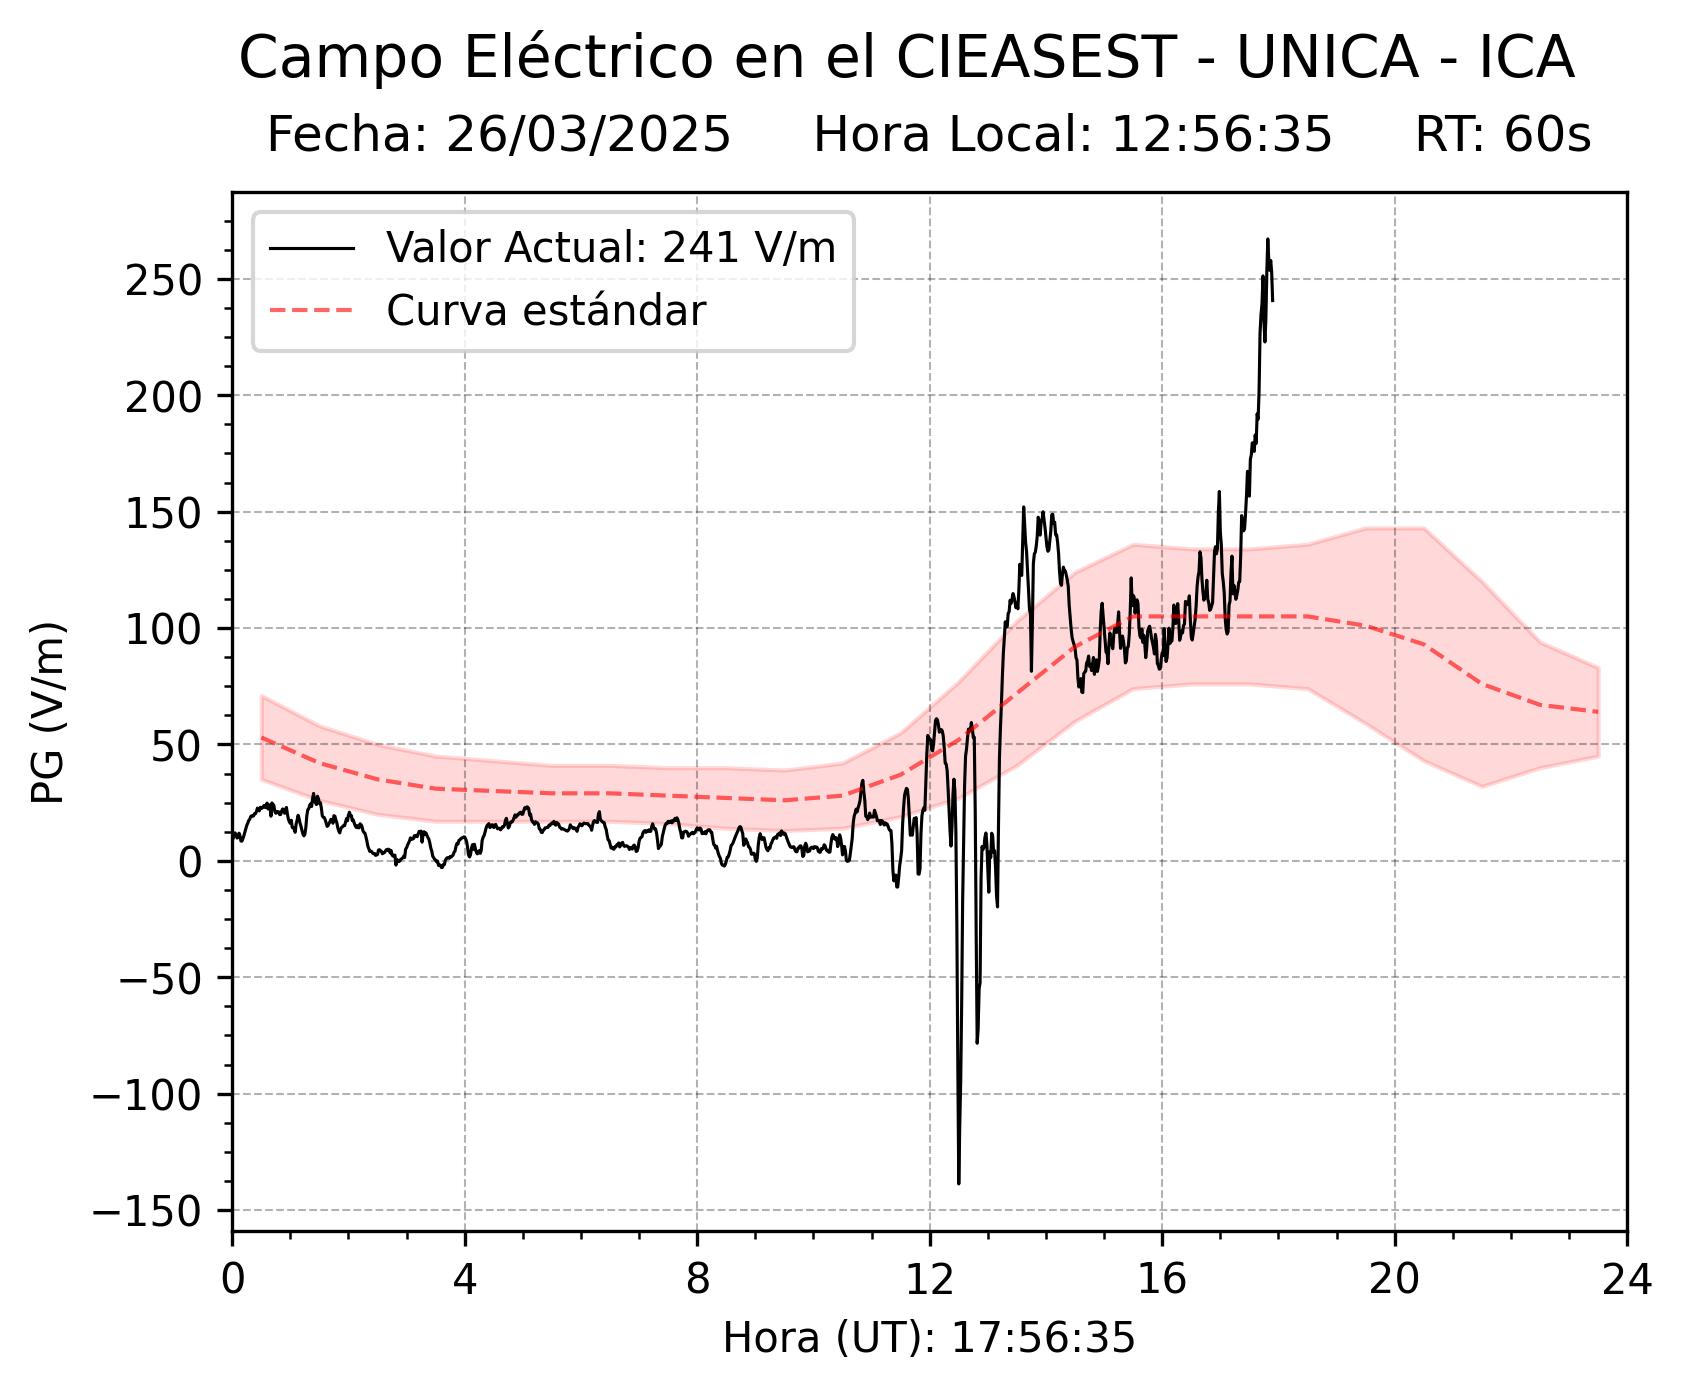 Campo Eléctrico en el CIEASEST - UNICA - ICA
Fecha: 26/03/2025 Hora Local: 12:56:35 RT: 60s
Valor Actual: 241 V/m
Curva estándar
PG (V/m)
250
200
150
100
50
0
−50
−100
−150
0 4 8 12 16 20 24
Hora (UT): 17:56:35